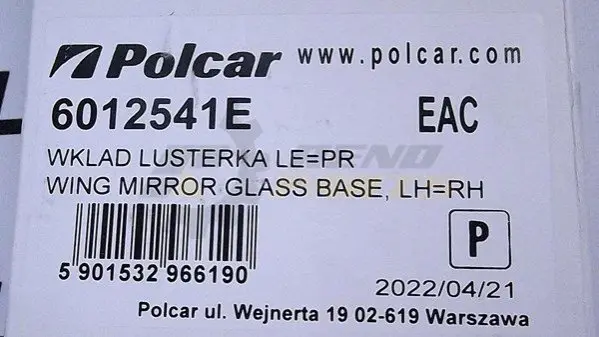 Polcar www.polcar.com
6012541E EAC
WKLAD LUSTERKA LE=PR
WING MIRROR GLASS BASE, LH=RH
5 901532 966190
P
2022/04/21
Polcar ul. Wejnerta 19 02-619 Warszawa